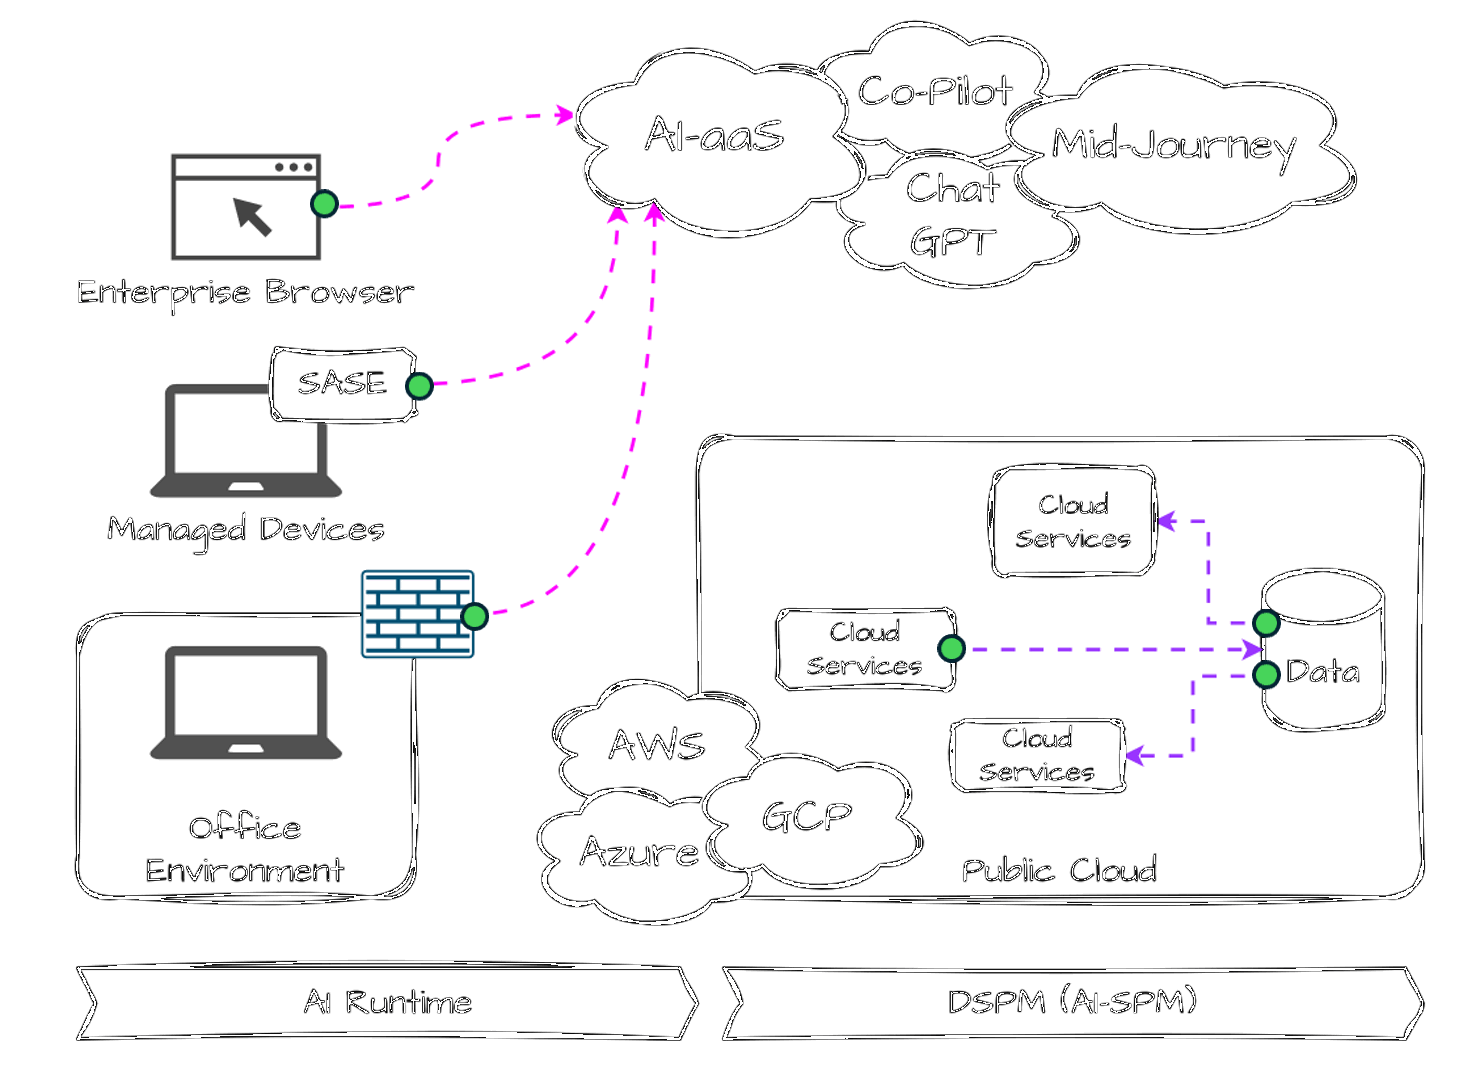 Co-Pilot
AI-aaS
Mid-Journey
Chat
GPT
Enterprise Browser
SASE
Managed Devices
Cloud
Services
Cloud
Services
Data
Cloud
Services
AWS
GCP
Azure
Office
Environment
Public Cloud
AI Runtime
DSPM (AI-SPM)